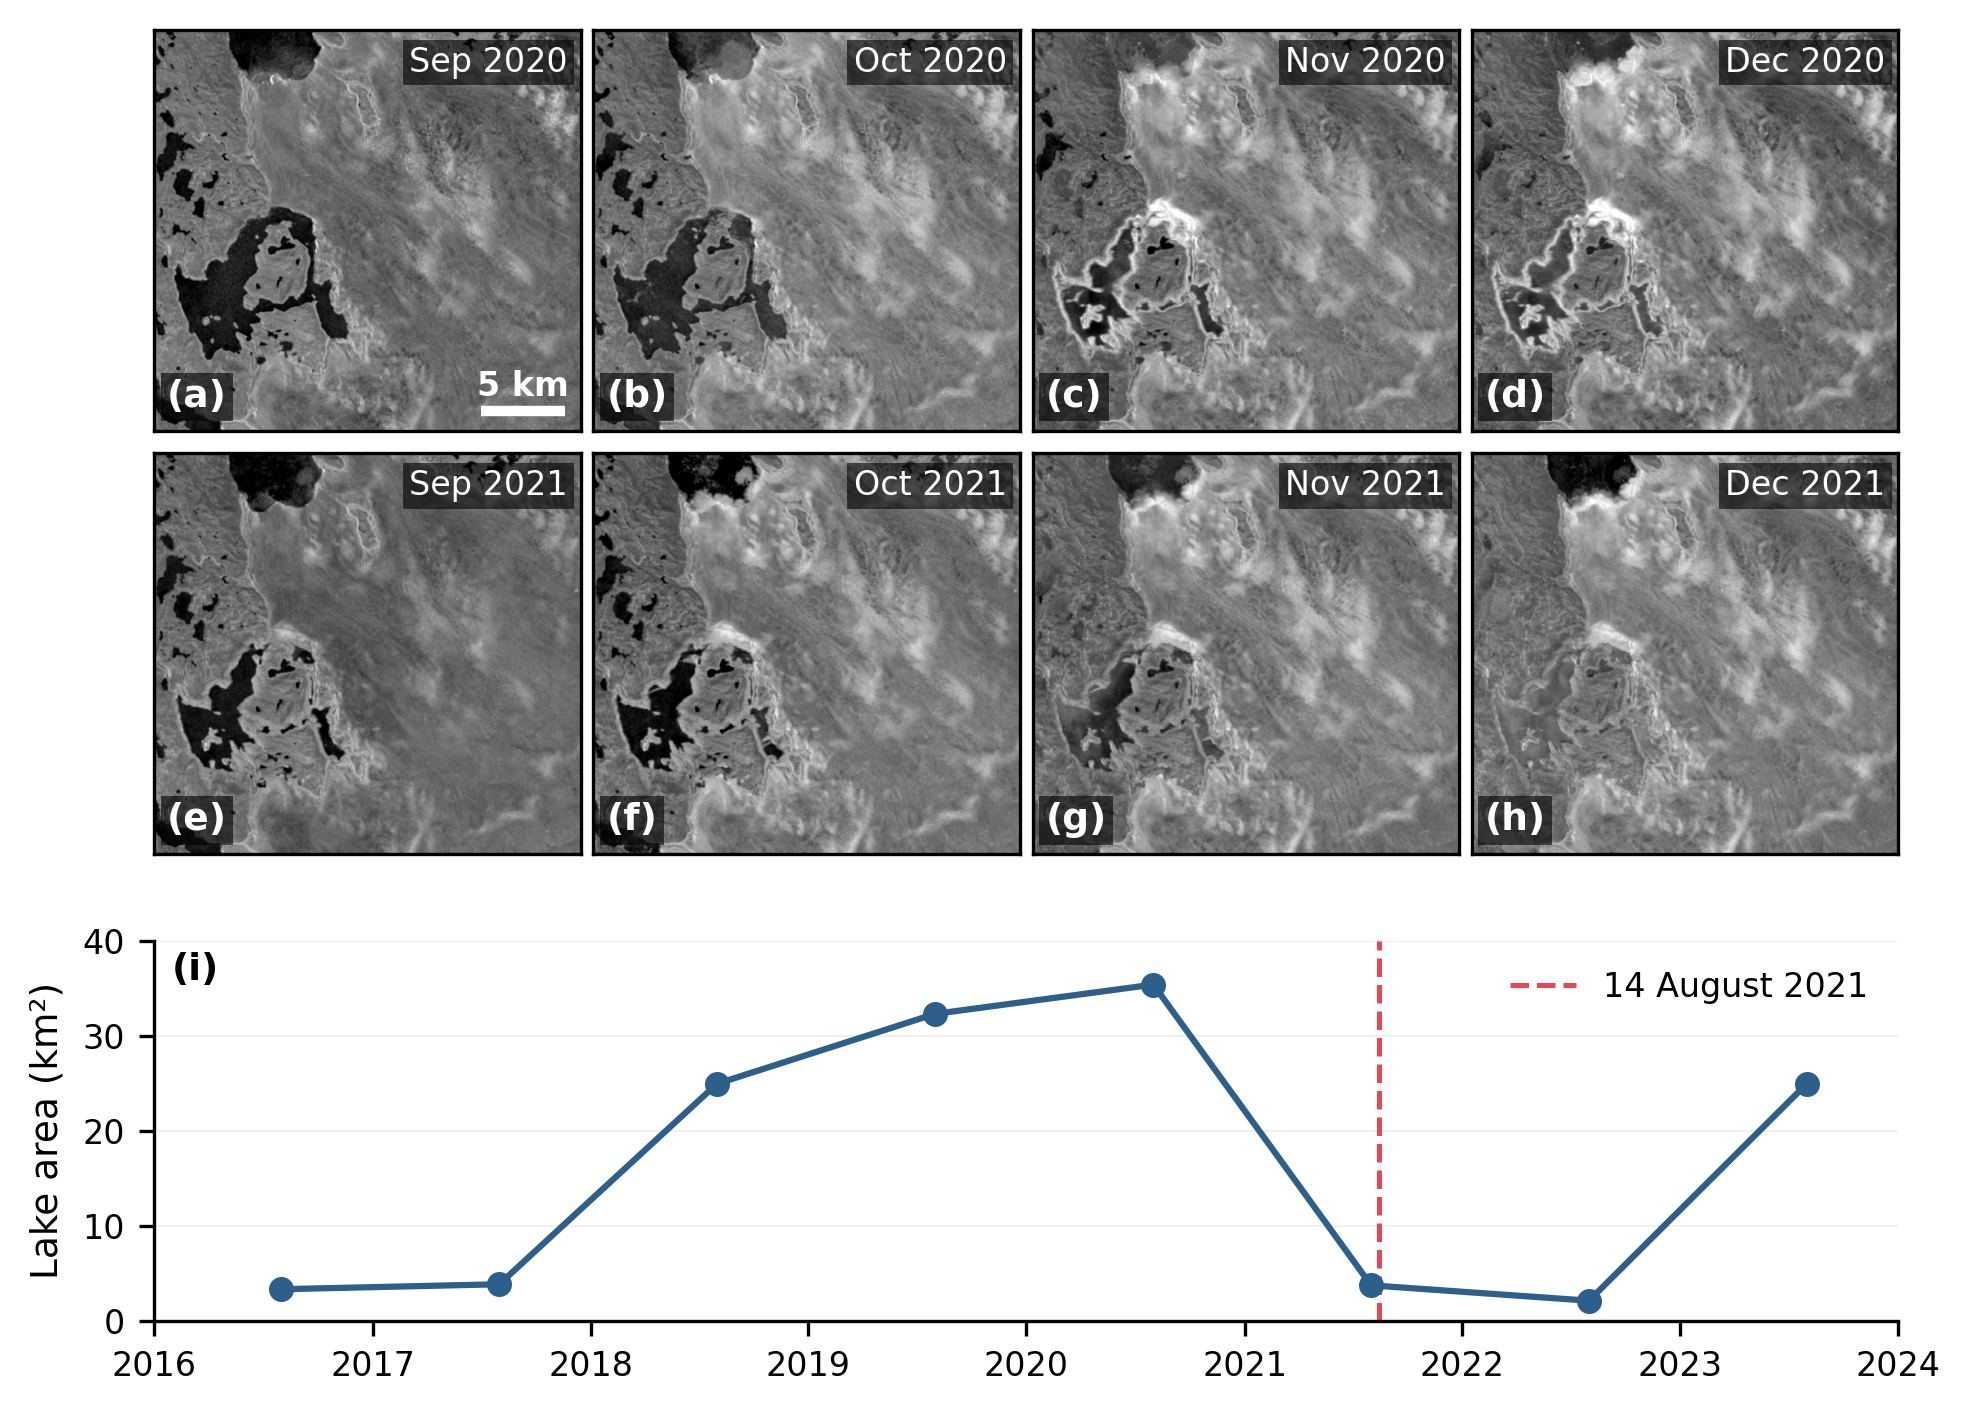 Sep 2020
Oct 2020
Nov 2020
Dec 2020
5 km
(a)
(b)
(c)
(d)
Sep 2021
Oct 2021
Nov 2021
Dec 2021
(e)
(f)
(g)
(h)
(i)
14 August 2021
Lake area (km²)
40
30
20
10
0
2016 2017 2018 2019 2020 2021 2022 2023 2024